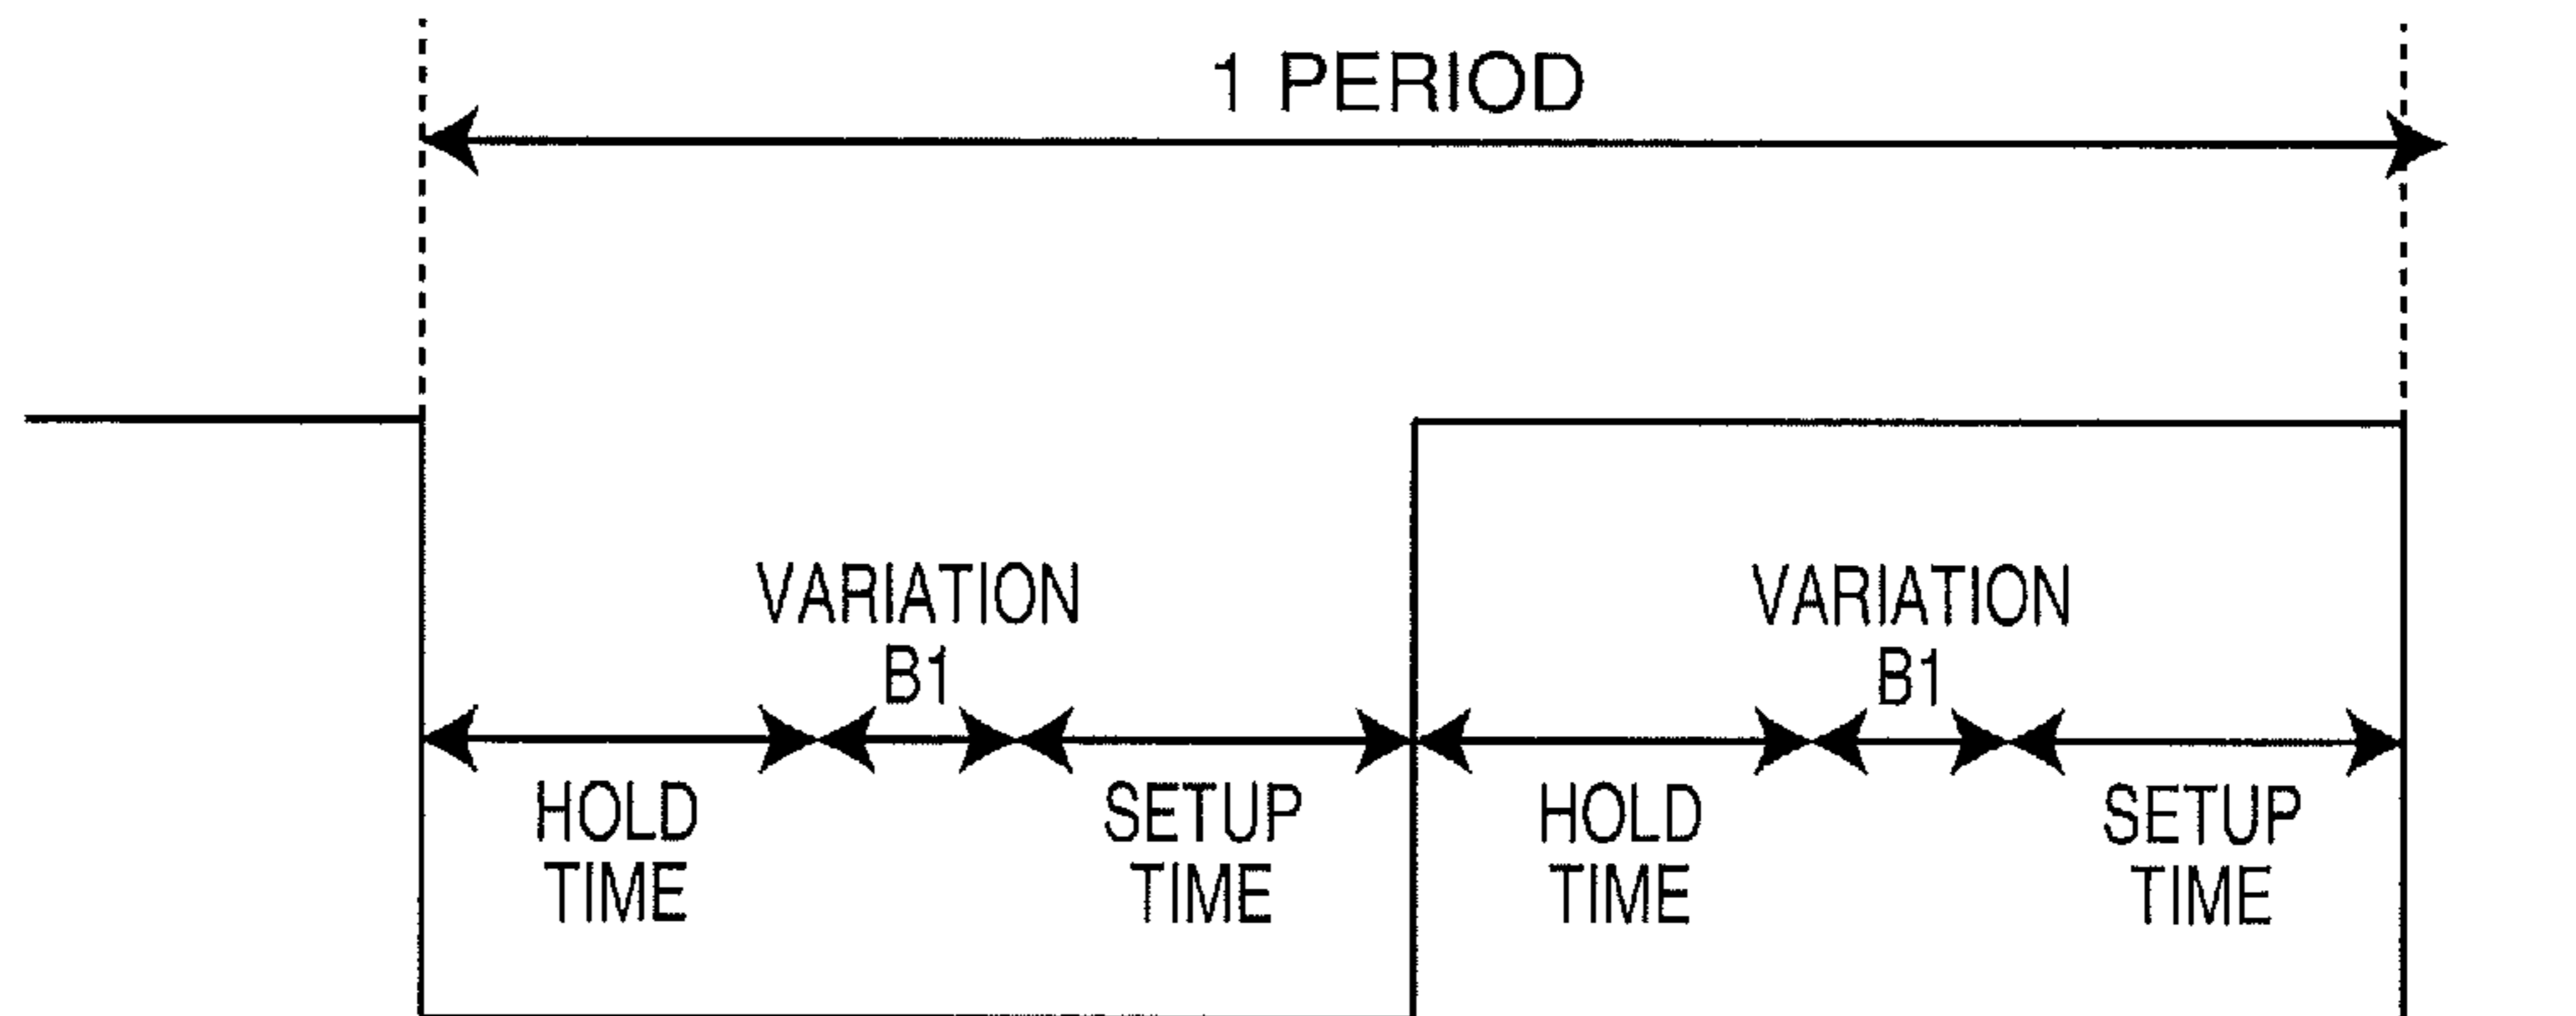 1 PERIOD
VARIATION
B1
VARIATION
B1
HOLD
TIME
SETUP
TIME
HOLD
TIME
SETUP
TIME